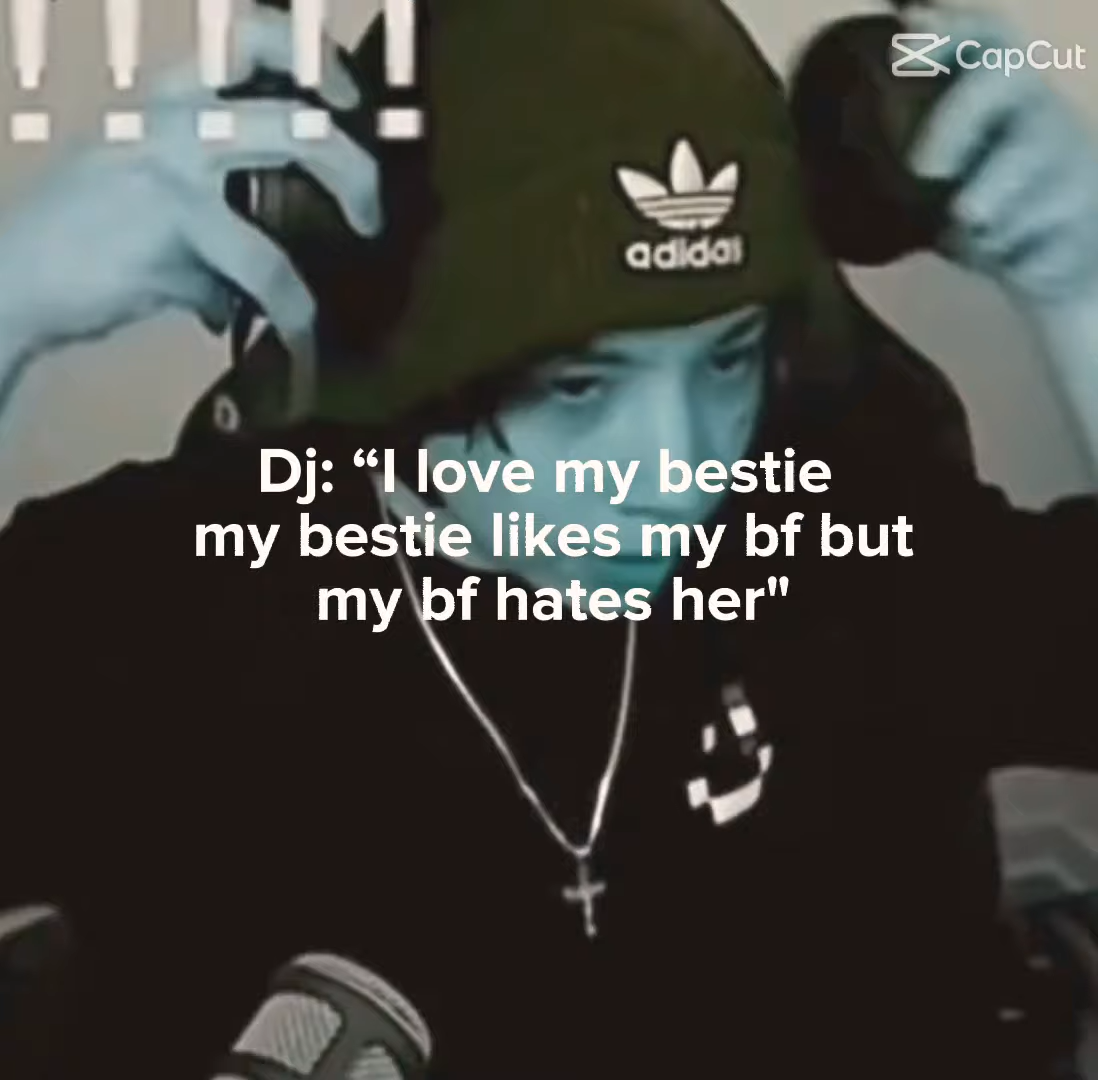 ! ! ! ! !
CapCut
adidas
Dj: “I love my bestie
my bestie likes my bf but
my bf hates her"